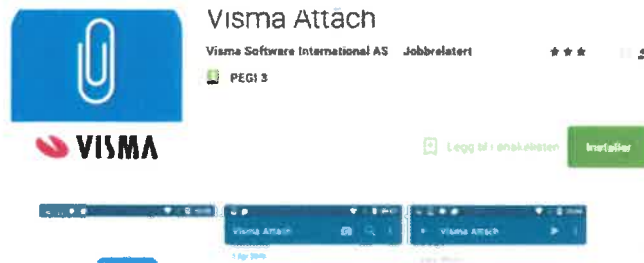 Visma Attach
Visma Software International AS Jobbrelatert
PEGI 3
VISMA
Legg til i ønskelisten
Installer
Visma Attach
Visma Attach